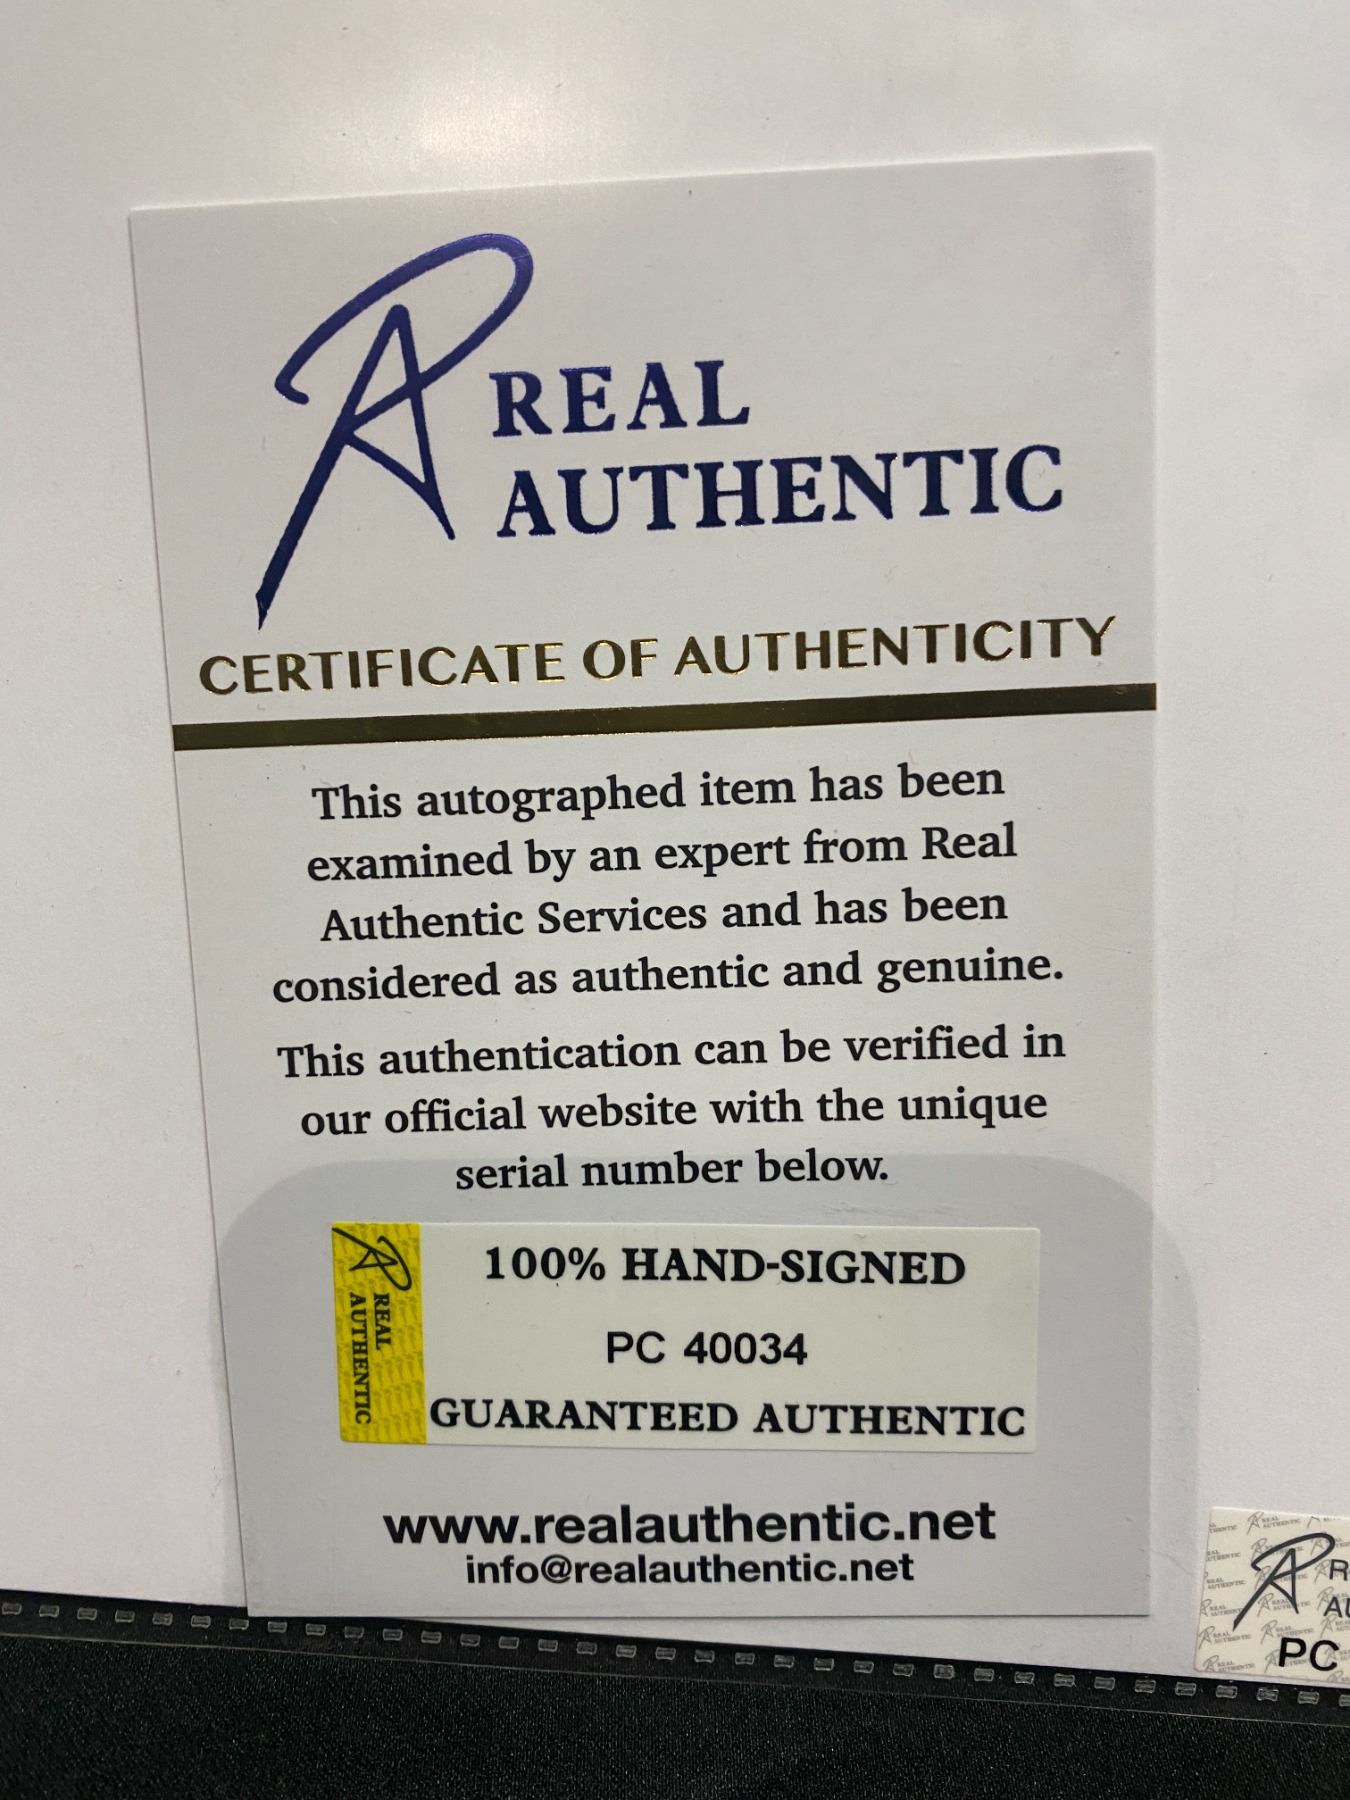 REAL
AUTHENTIC
CERTIFICATE OF AUTHENTICITY
This autographed item has been
examined by an expert from Real
Authentic Services and has been
considered as authentic and genuine.
This authentication can be verified in
our official website with the unique
serial number below.
REAL
AUTHENTIC
100% HAND-SIGNED
PC 40034
GUARANTEED AUTHENTIC
www.realauthentic.net
info@realauthentic.net
PC